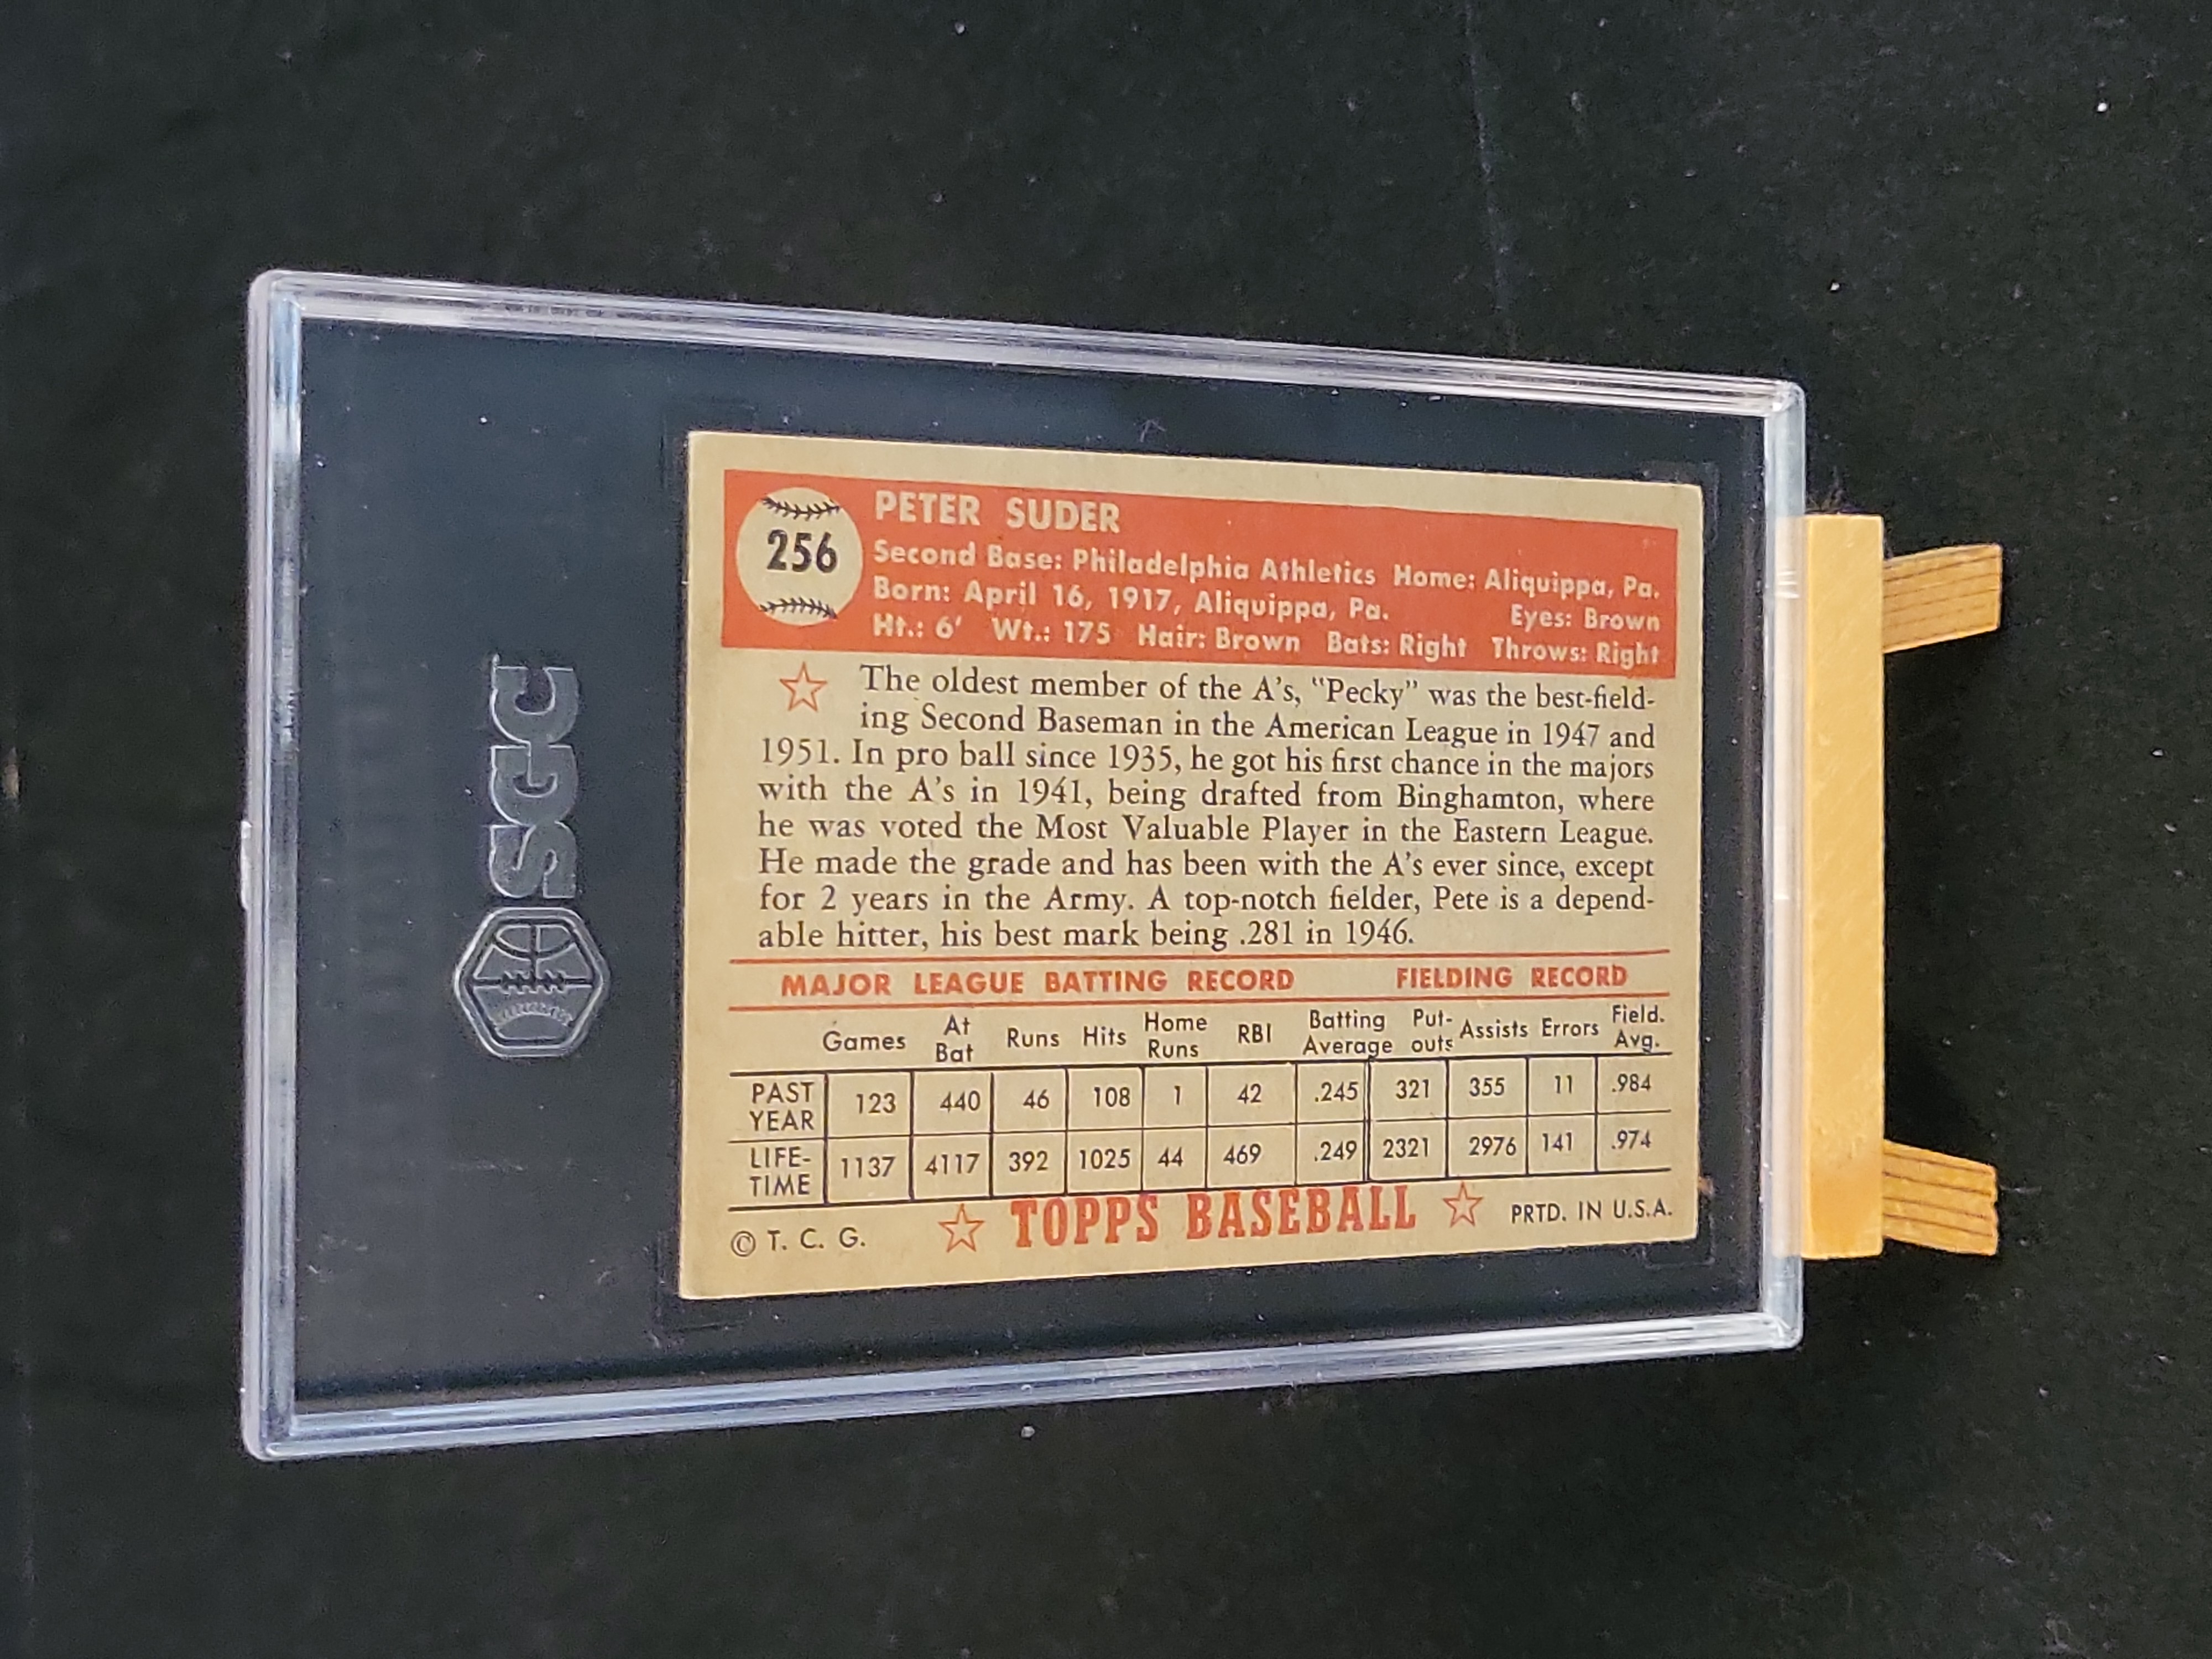 SGC
256
PETER SUDER
Second Base: Philadelphia Athletics Home: Aliquippa, Pa.
Born: April 16, 1917, Aliquippa, Pa. Eyes: Brown
Ht.: 6' Wt.: 175 Hair: Brown Bats: Right Throws: Right
The oldest member of the A's, "Pecky" was the best-field-
ing Second Baseman in the American League in 1947 and
1951. In pro ball since 1935, he got his first chance in the majors
with the A's in 1941, being drafted from Binghamton, where
he was voted the Most Valuable Player in the Eastern League.
He made the grade and has been with the A's ever since, except
for 2 years in the Army. A top-notch fielder, Pete is a depend-
able hitter, his best mark being .281 in 1946.
MAJOR LEAGUE BATTING RECORD FIELDING RECORD
Games At Bat Runs Hits Home Runs RBI Batting Average Put-outs Assists Errors Field. Avg.
PAST YEAR 123 440 46 108 1 42 .245 321 355 11 .984
LIFE-TIME 1137 4117 392 1025 44 469 .249 2321 2976 141 .974
© T. C. G. TOPPS BASEBALL PRTD. IN U.S.A.